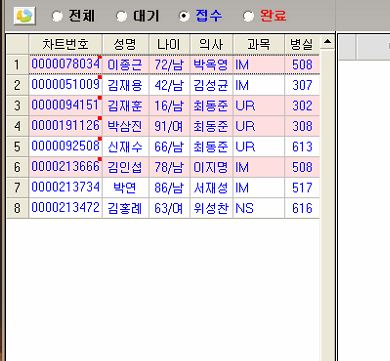 전체 대기 접수 완료
차트번호 성명 나이 의사 과목 병실
1 0000078034 이종근 72/남 박옥영 IM 508
2 0000051009 김재용 42/남 김성균 IM 307
3 0000094151 김재훈 16/남 최동준 UR 302
4 0000191126 박삼진 91/여 최동준 UR 308
5 0000092508 신재수 66/남 최동준 UR 613
6 0000213666 김인섭 78/남 이지명 IM 508
7 0000213734 박연 86/남 서재성 IM 517
8 0000213472 김홍례 63/여 위성찬 NS 616